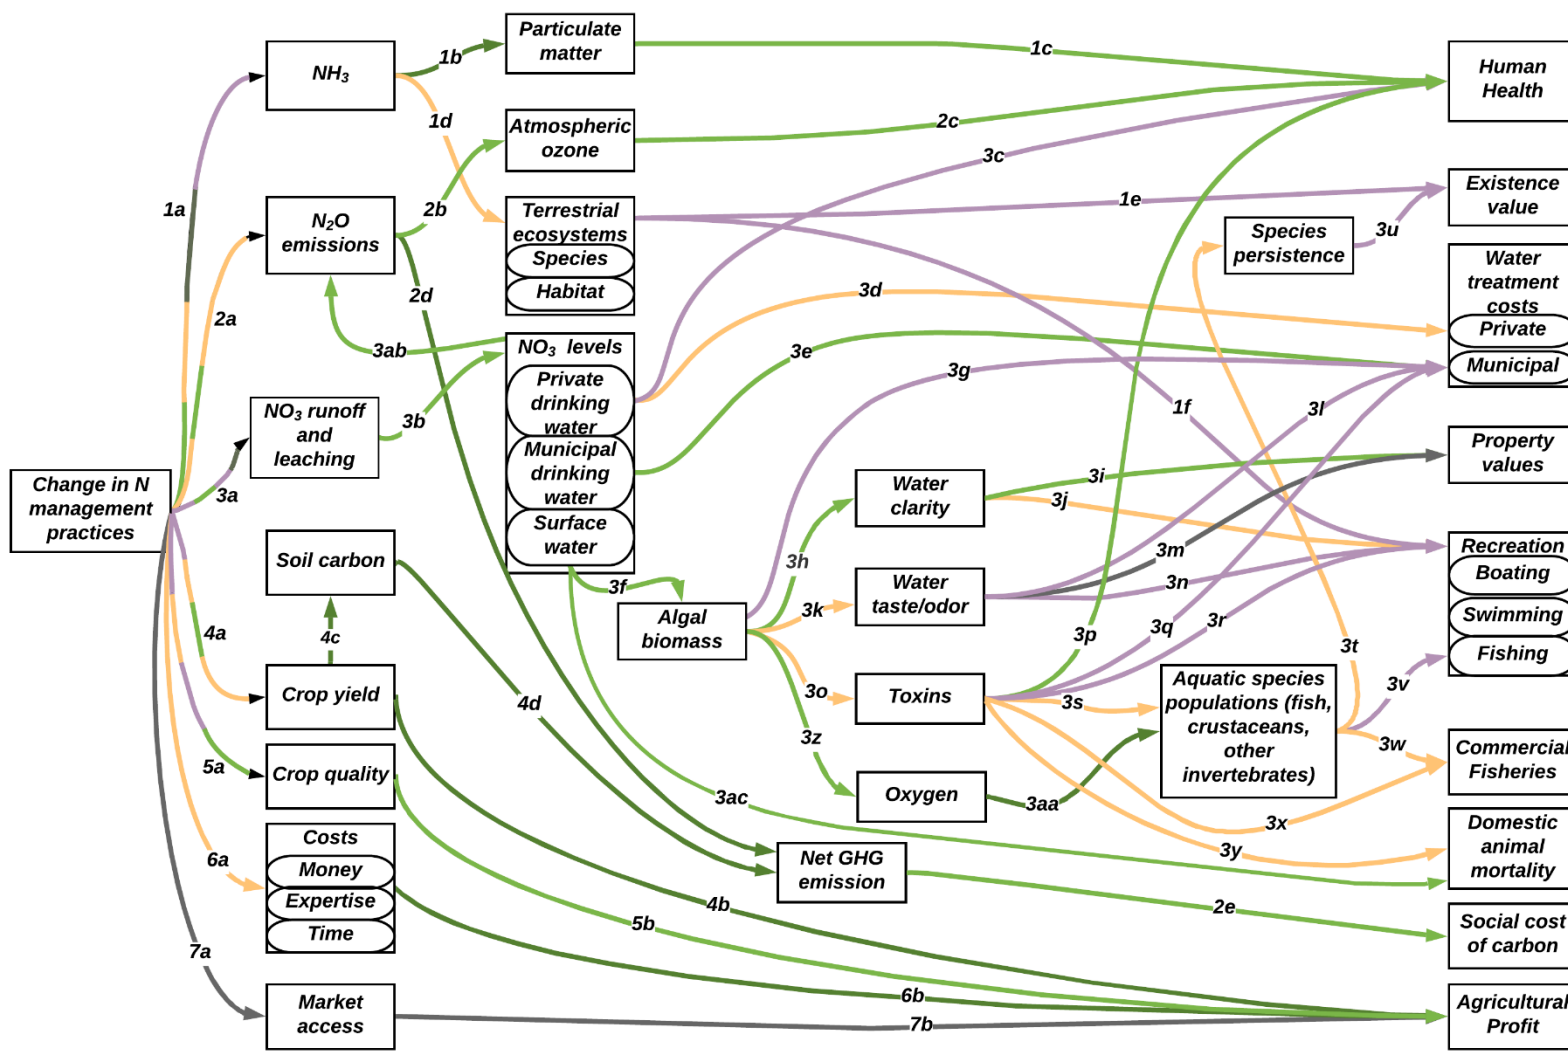 Particulate
matter
NH3
Human
Health
Atmospheric
ozone
Terrestrial
ecosystems
Species
Habitat
N2O
emissions
Existence
value
Species
persistence
Water
treatment
costs
Private
Municipal
NO3 levels
Private
drinking
water
Municipal
drinking
water
Surface
water
NO3 runoff
and
leaching
Change in N
management
practices
Property
values
Water
clarity
Soil carbon
Recreation
Boating
Swimming
Fishing
Water
taste/odor
Algal
biomass
Crop yield
Toxins
Aquatic species
populations (fish,
crustaceans,
other
invertebrates)
Crop quality
Oxygen
Commercial
Fisheries
Costs
Money
Expertise
Time
Net GHG
emission
Domestic
animal
mortality
Social cost
of carbon
Market
access
Agricultural
Profit
1a
1b
1c
1d
1e
1f
2a
2b
2c
2d
2e
3a
3b
3c
3d
3e
3f
3g
3h
3i
3j
3k
3l
3m
3n
3o
3p
3q
3r
3s
3t
3u
3v
3w
3x
3y
3z
3aa
3ab
3ac
4a
4b
4c
4d
5a
5b
6a
6b
7a
7b